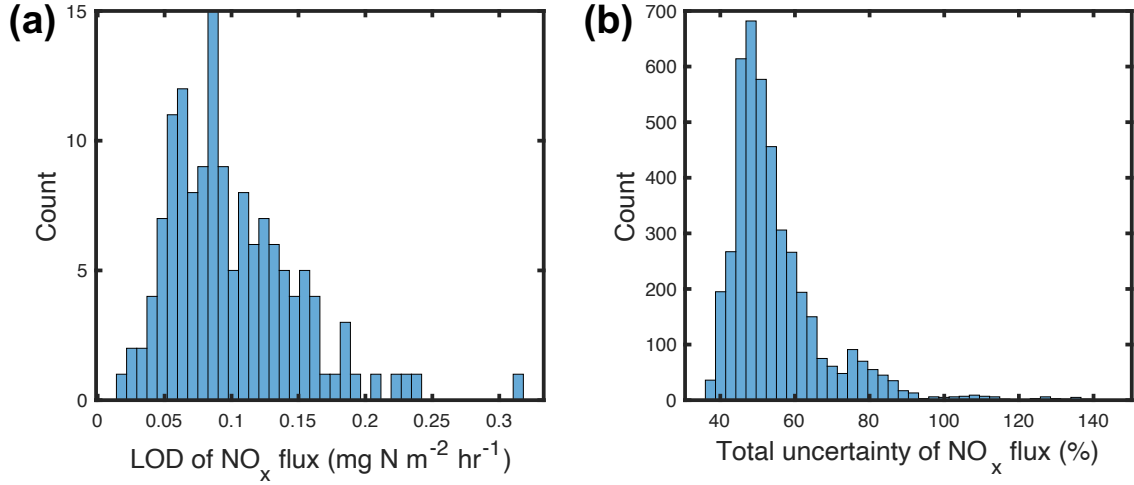 (a)
15
10
5
0
Count
0 0.05 0.1 0.15 0.2 0.25 0.3
LOD of NOx flux (mg N m-2 hr-1)
(b)
700
600
500
400
300
200
100
0
Count
40 60 80 100 120 140
Total uncertainty of NOx flux (%)